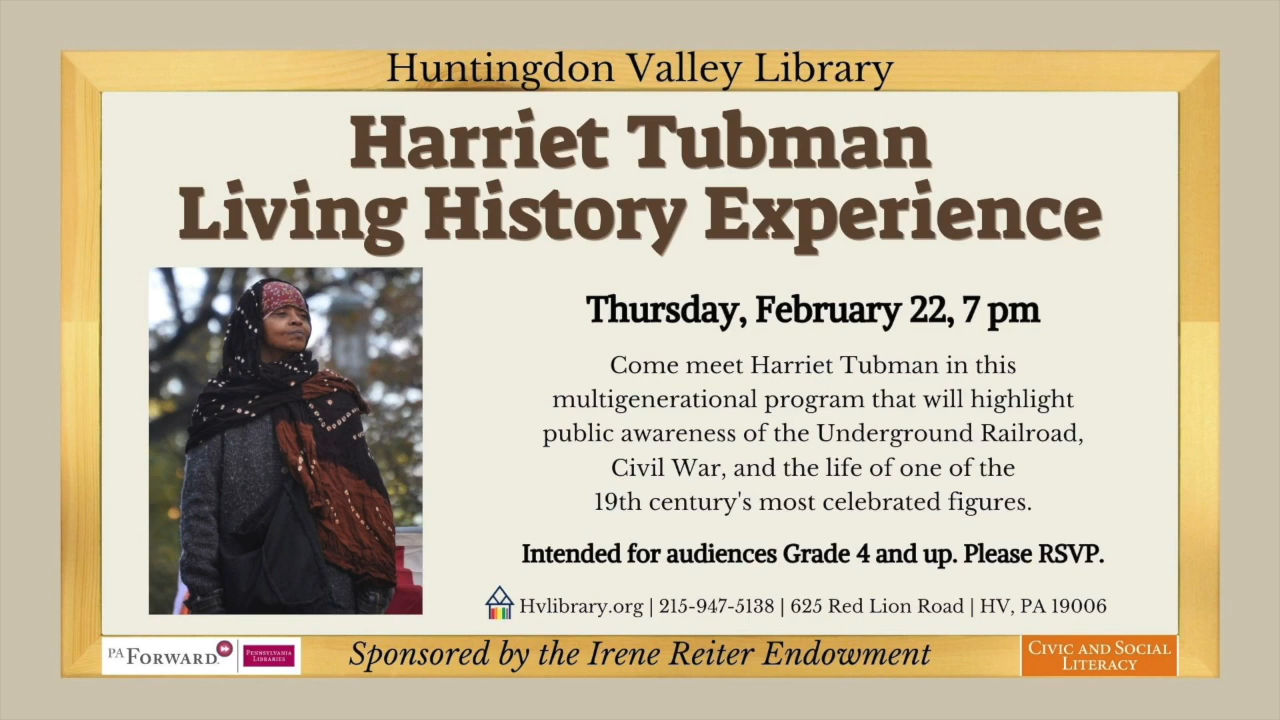 Huntingdon Valley Library
Harriet Tubman
Living History Experience
Thursday, February 22, 7 pm
Come meet Harriet Tubman in this
multigenerational program that will highlight
public awareness of the Underground Railroad,
Civil War, and the life of one of the
19th century's most celebrated figures.
Intended for audiences Grade 4 and up. Please RSVP.
Hvlibrary.org | 215-947-5138 | 625 Red Lion Road | HV, PA 19006
PA FORWARD
PENNSYLVANIA
LIBRARIES
Sponsored by the Irene Reiter Endowment
CIVIC AND SOCIAL
LITERACY